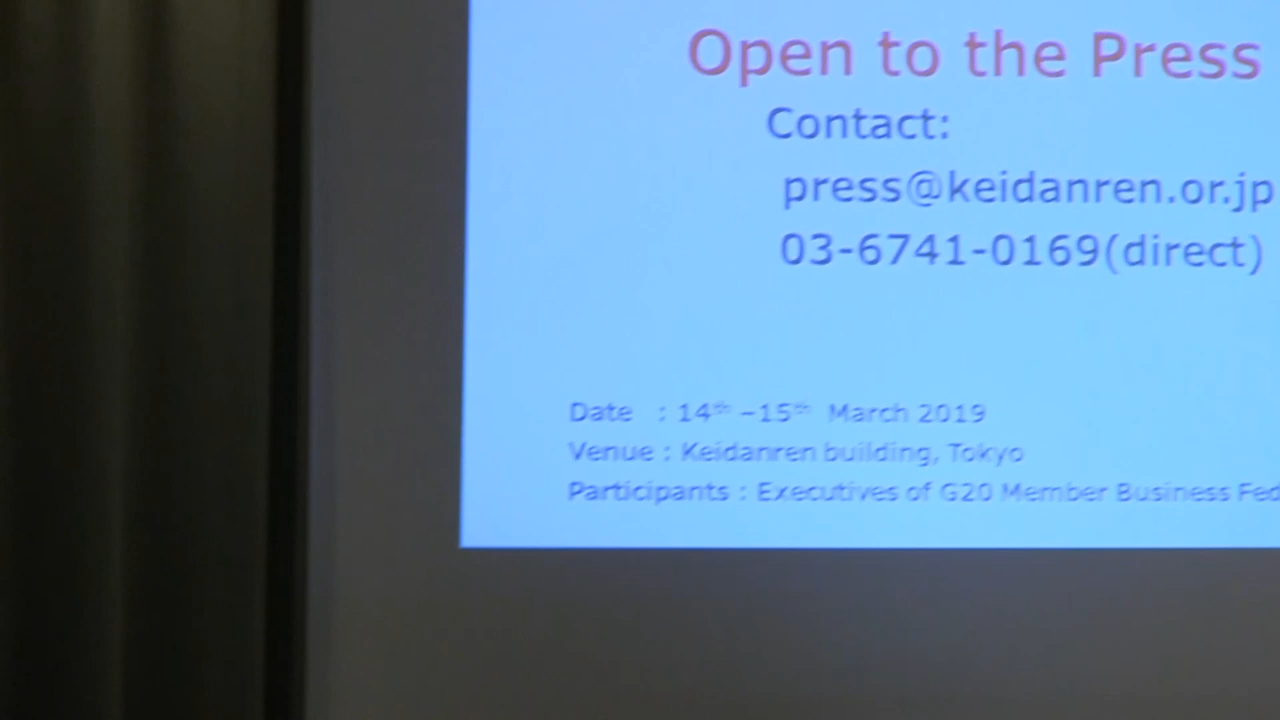 Open to the Press
Contact:
press@keidanren.or.jp
03-6741-0169(direct)
Date : 14th –15th March 2019
Venue : Keidanren building, Tokyo
Participants : Executives of G20 Member Business Fed